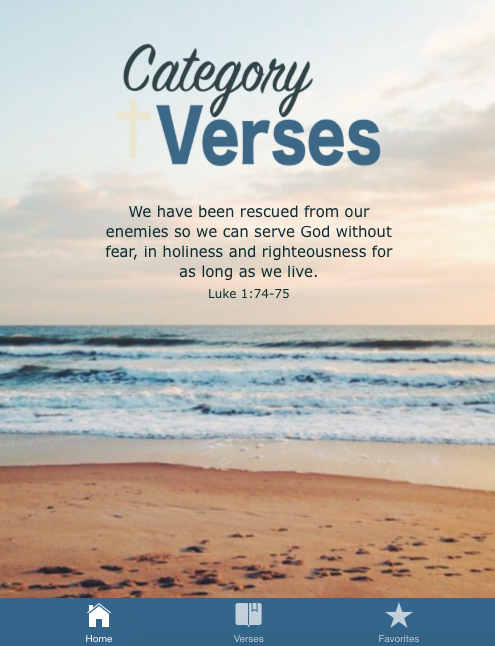 Category
Verses
We have been rescued from our
enemies so we can serve God without
fear, in holiness and righteousness for
as long as we live.
Luke 1:74-75
Home
Verses
Favorites